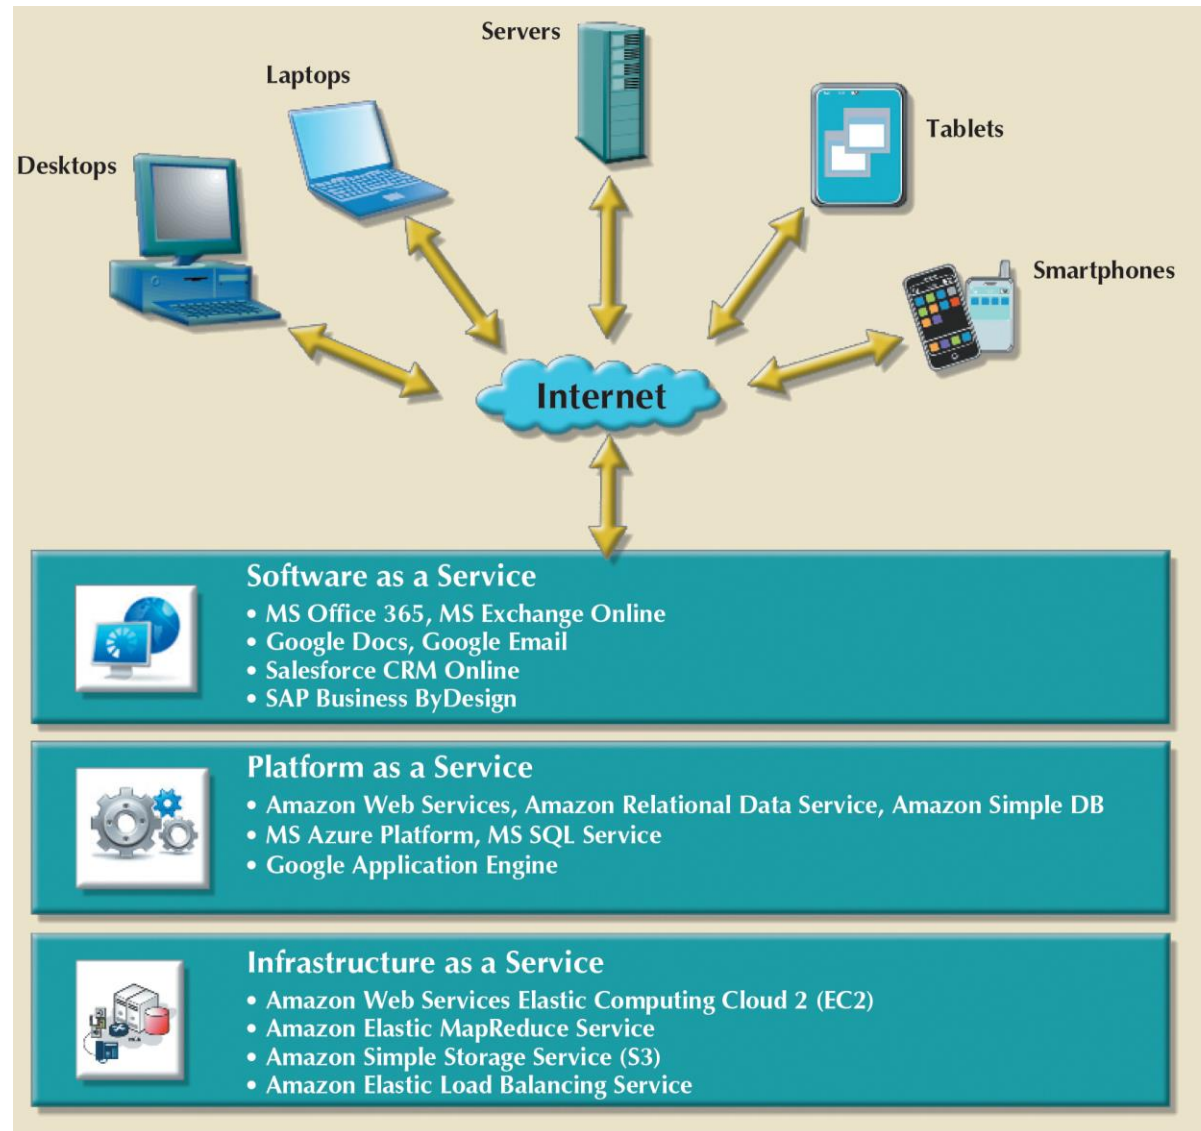 Servers
Laptops
Tablets
Desktops
Smartphones
Internet
Software as a Service
• MS Office 365, MS Exchange Online
• Google Docs, Google Email
• Salesforce CRM Online
• SAP Business ByDesign
Platform as a Service
• Amazon Web Services, Amazon Relational Data Service, Amazon Simple DB
• MS Azure Platform, MS SQL Service
• Google Application Engine
Infrastructure as a Service
• Amazon Web Services Elastic Computing Cloud 2 (EC2)
• Amazon Elastic MapReduce Service
• Amazon Simple Storage Service (S3)
• Amazon Elastic Load Balancing Service